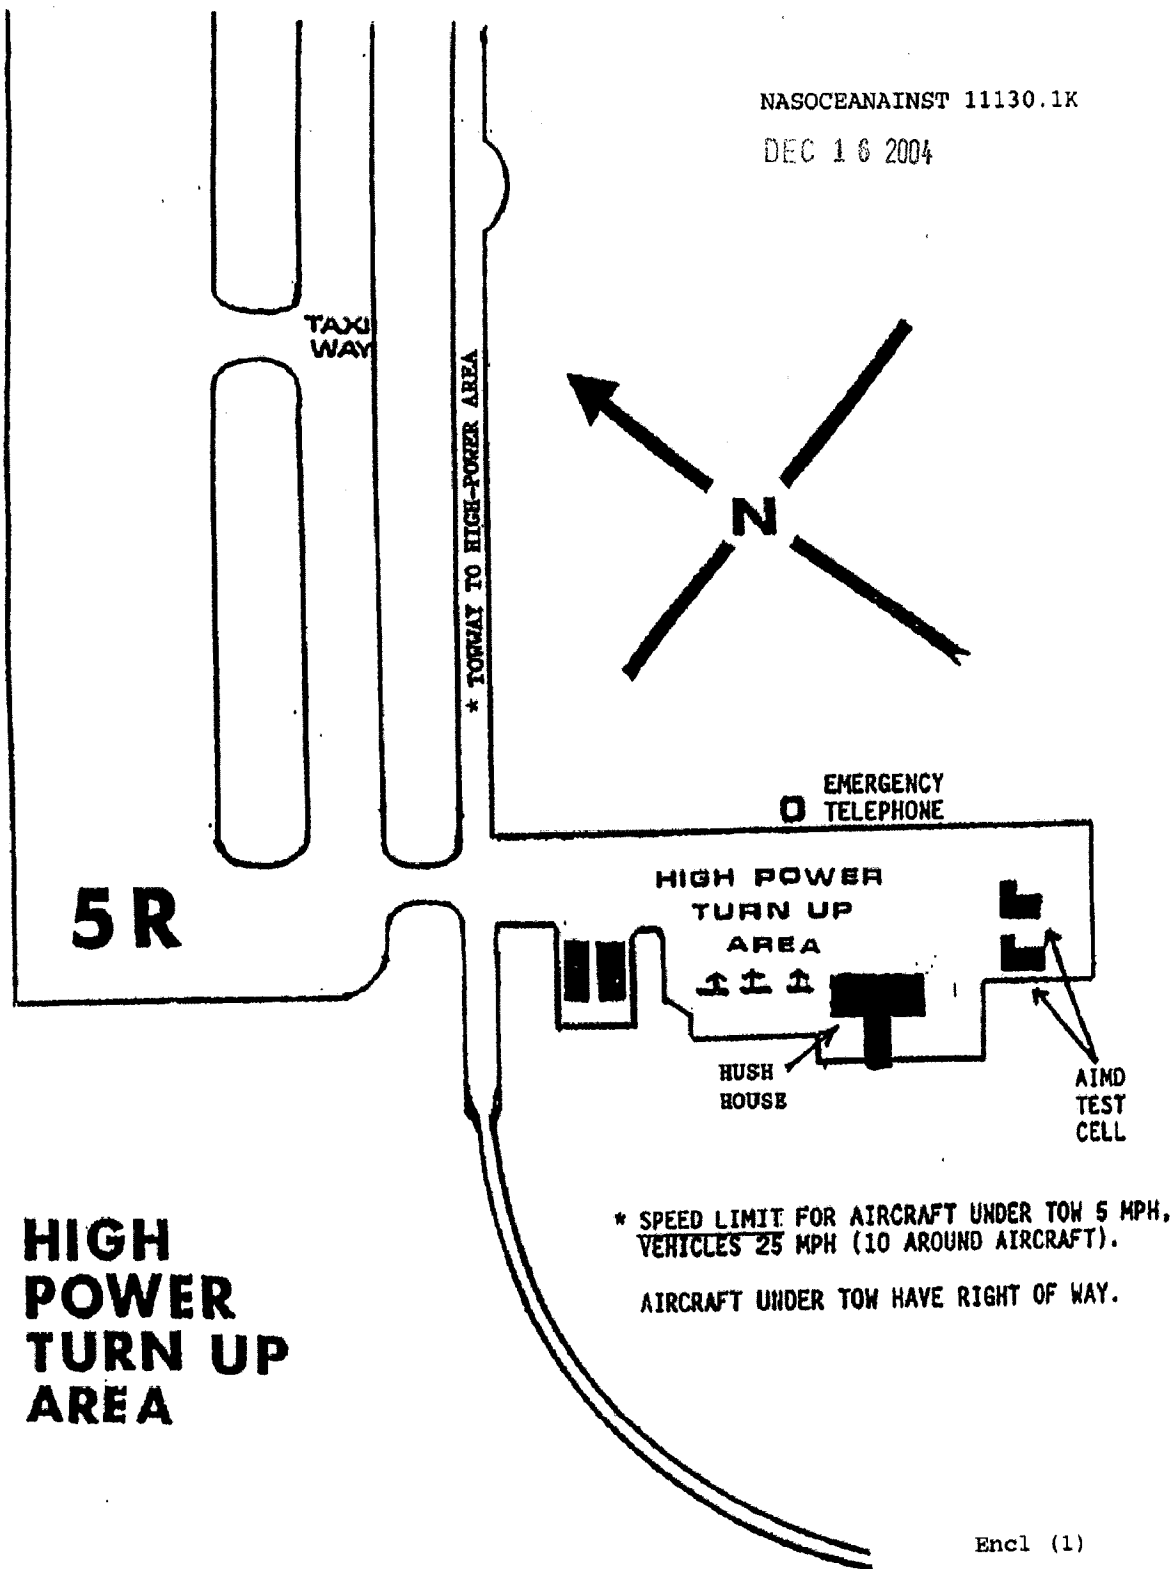 NASOCEANAINST 11130.1K
DEC 16 2004
TAXI
WAY
* TOWWAY TO HIGH-POWER AREA
N
EMERGENCY
TELEPHONE
HIGH POWER
TURN UP
AREA
5R
HUSH
HOUSE
AIMD
TEST
CELL
* SPEED LIMIT FOR AIRCRAFT UNDER TOW 5 MPH,
VEHICLES 25 MPH (10 AROUND AIRCRAFT).
AIRCRAFT UNDER TOW HAVE RIGHT OF WAY.
HIGH
POWER
TURN UP
AREA
Encl (1)